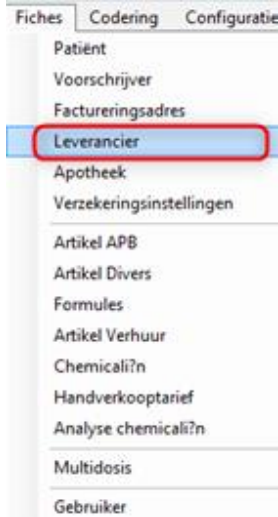 Fiches Codering Configuratie
Patiënt
Voorschrijver
Factureringsadres
Leverancier
Apotheek
Verzekeringsinstellingen
Artikel APB
Artikel Divers
Formules
Artikel Verhuur
Chemicali?n
Handverkooptarief
Analyse chemicali?n
Multidosis
Gebruiker